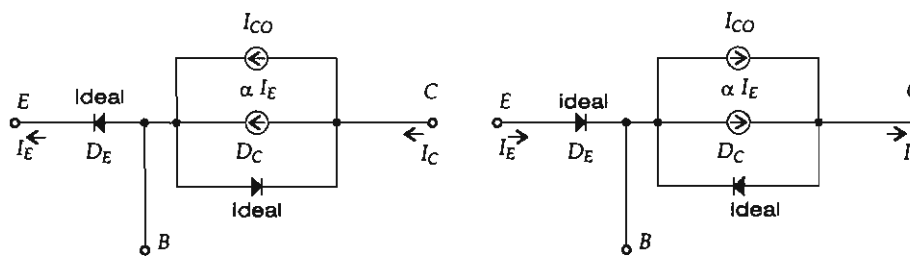 I_CO
α I_E
E
ideal
C
I_E
D_E
D_C
I_C
ideal
B
I_CO
α I_E
E
ideal
I_E
D_E
D_C
ideal
B